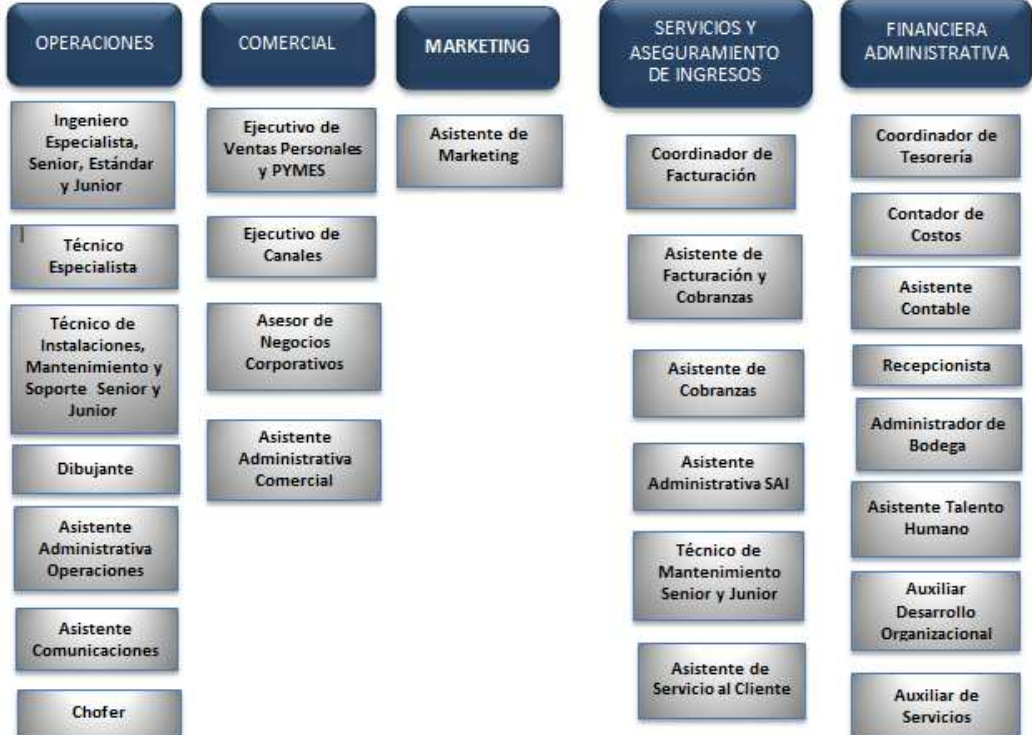 OPERACIONES
Ingeniero
Especialista,
Senior, Estándar
y Junior
Técnico
Especialista
Técnico de
Instalaciones,
Mantenimiento y
Soporte Senior y
Junior
Dibujante
Asistente
Administrativa
Operaciones
Asistente
Comunicaciones
Chofer
COMERCIAL
Ejecutivo de
Ventas Personales
y PYMES
Ejecutivo de
Canales
Asesor de
Negocios
Corporativos
Asistente
Administrativa
Comercial
MARKETING
Asistente de
Marketing
SERVICIOS Y
ASEGURAMIENTO
DE INGRESOS
Coordinador de
Facturación
Asistente de
Facturación y
Cobranzas
Asistente de
Cobranzas
Asistente
Administrativa SAI
Técnico de
Mantenimiento
Senior y Junior
Asistente de
Servicio al Cliente
FINANCIERA
ADMINISTRATIVA
Coordinador de
Tesorería
Contador de
Costos
Asistente
Contable
Recepcionista
Administrador de
Bodega
Asistente Talento
Humano
Auxiliar
Desarrollo
Organizacional
Auxiliar de
Servicios